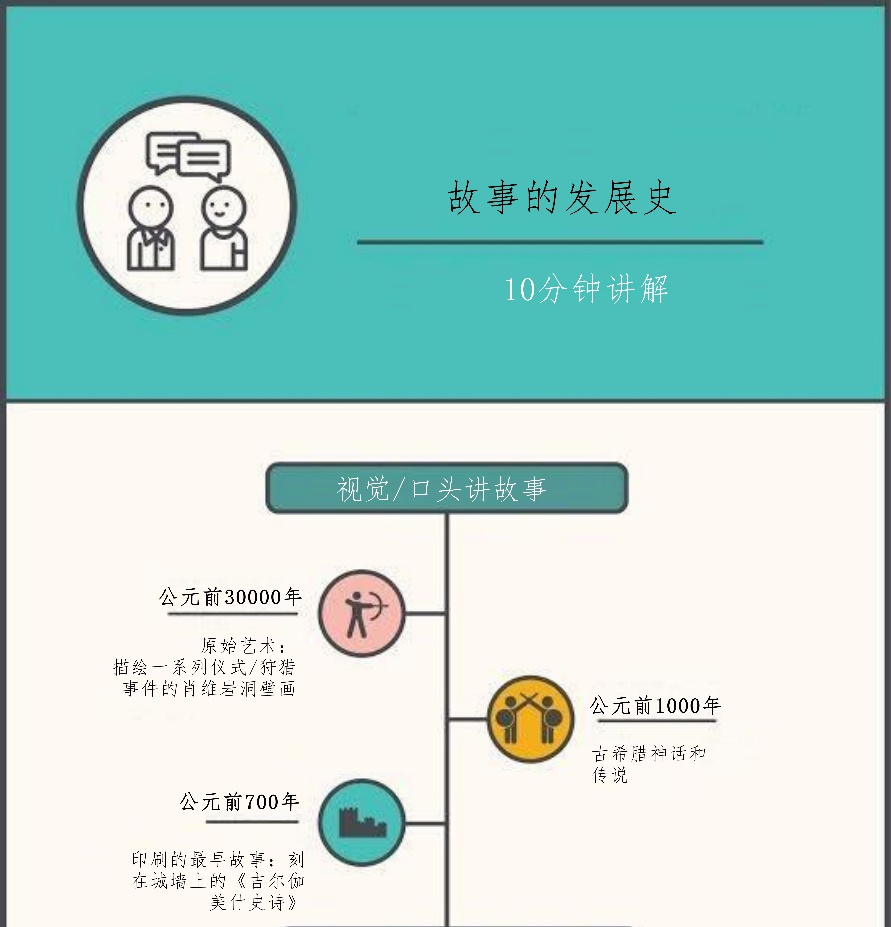 故事的发展史
10分钟讲解
视觉/口头讲故事
公元前30000年
原始艺术：
描绘一系列仪式/狩猎
事件的肖维岩洞壁画
公元前1000年
古希腊神话和
传说
公元前700年
印刷的最早故事：刻
在城墙上的《吉尔伽
美什史诗》